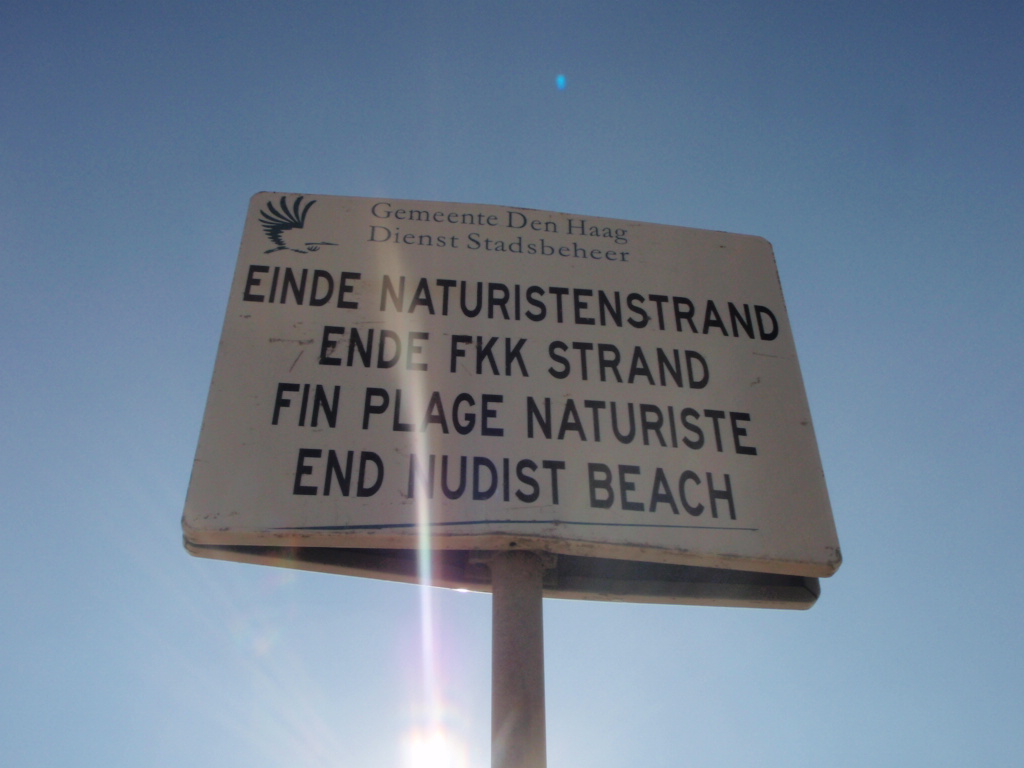 Gemeente Den Haag
Dienst Stadsbeheer
EINDE NATURISTENSTRAND
ENDE FKK STRAND
FIN PLAGE NATURISTE
END NUDIST BEACH